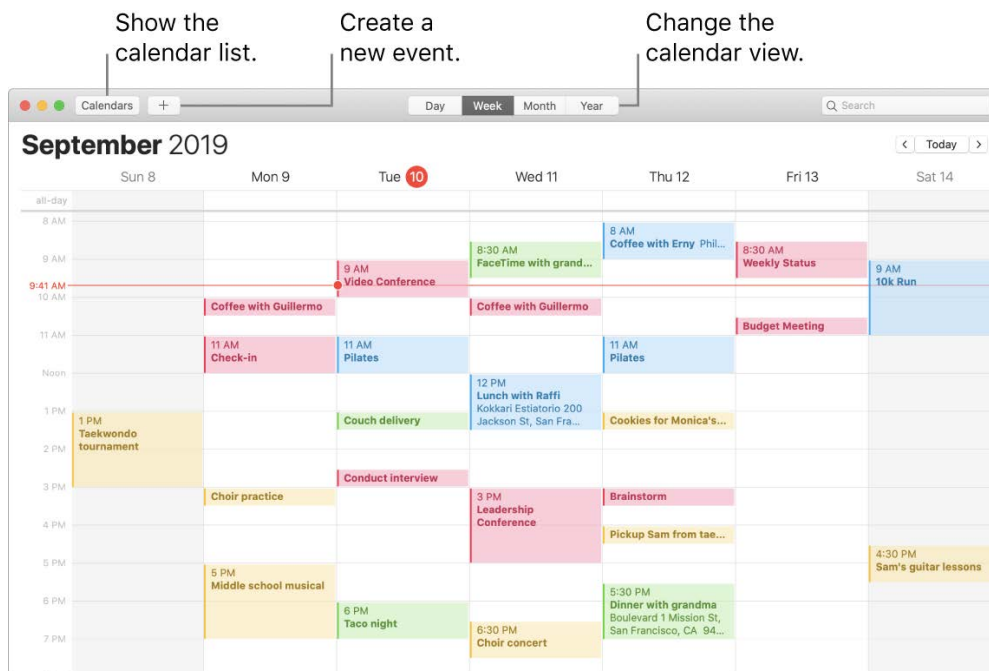 Show the
calendar list.
Create a
new event.
Change the
calendar view.
Calendars
+
Day
Week
Month
Year
Search
September 2019
<
Today
>
Sun 8
Mon 9
Tue 10
Wed 11
Thu 12
Fri 13
Sat 14
all-day
8 AM
9 AM
9:41 AM
10 AM
11 AM
Noon
1 PM
2 PM
3 PM
4 PM
5 PM
6 PM
7 PM
1 PM
Taekwondo
tournament
Coffee with Guillermo
11 AM
Check-in
Choir practice
5 PM
Middle school musical
9 AM
Video Conference
11 AM
Pilates
Couch delivery
Conduct interview
6 PM
Taco night
8:30 AM
FaceTime with grand...
Coffee with Guillermo
12 PM
Lunch with Raffi
Kokkari Estiatorio 200
Jackson St, San Fra...
3 PM
Leadership
Conference
6:30 PM
Choir concert
8 AM
Coffee with Erny Phil...
11 AM
Pilates
Cookies for Monica's...
Brainstorm
Pickup Sam from tae...
5:30 PM
Dinner with grandma
Boulevard 1 Mission St,
San Francisco, CA 94...
8:30 AM
Weekly Status
Budget Meeting
9 AM
10k Run
4:30 PM
Sam's guitar lessons